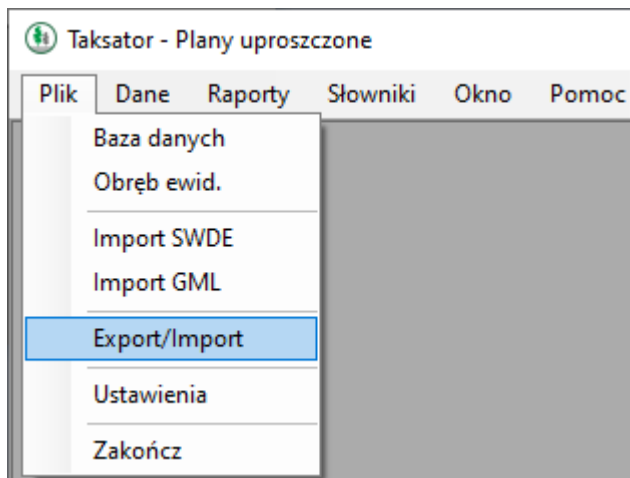 Taksator - Plany uproszczone
Plik Dane Raporty Słowniki Okno Pomoc
Baza danych
Obręb ewid.
Import SWDE
Import GML
Export/Import
Ustawienia
Zakończ